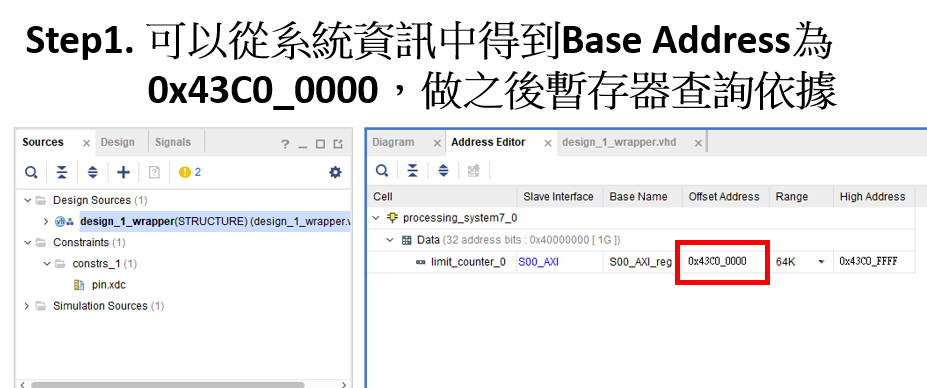 Step1. 可以從系統資訊中得到Base Address為
0x43C0_0000，做之後暫存器查詢依據
Sources × Design Signals ? _ □
2
Design Sources (1)
design_1_wrapper(STRUCTURE) (design_1_wrapper.v
Constraints (1)
constrs_1 (1)
pin.xdc
Simulation Sources (1)
Diagram × Address Editor × design_1_wrapper.vhd ×
Cell Slave Interface Base Name Offset Address Range High Address
processing_system7_0
Data (32 address bits : 0x40000000 [ 1G ])
limit_counter_0 S00_AXI S00_AXI_reg 0x43C0_0000 64K 0x43C0_FFFF